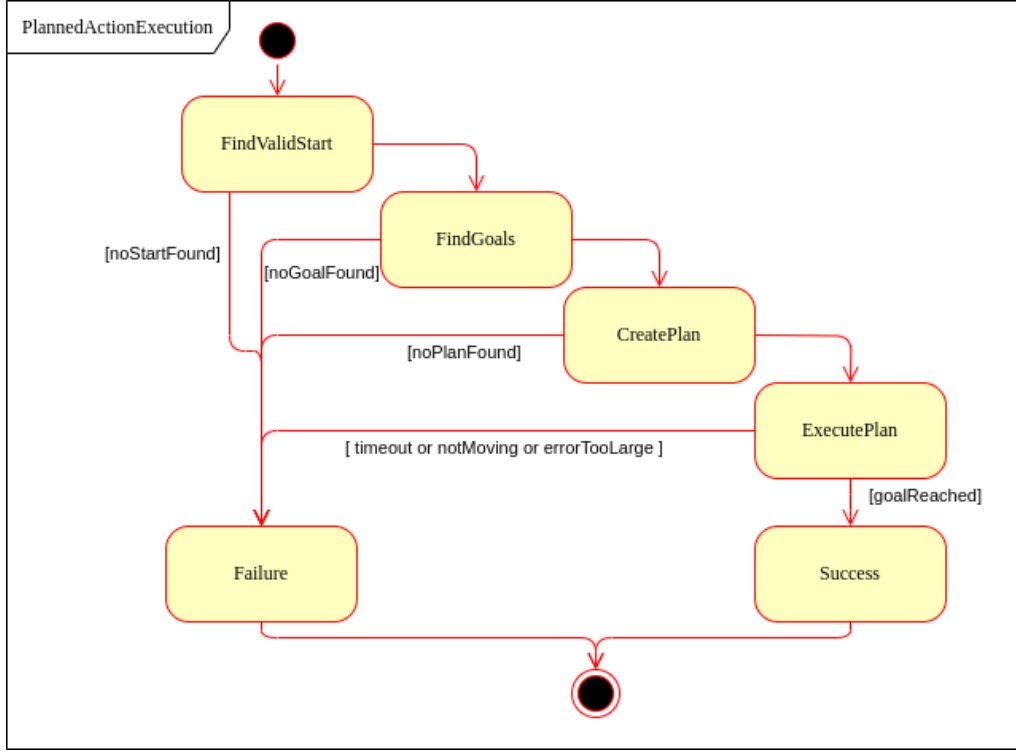 PlannedActionExecution
FindValidStart
FindGoals
[noStartFound]
[noGoalFound]
CreatePlan
[noPlanFound]
ExecutePlan
[ timeout or notMoving or errorTooLarge ]
[goalReached]
Failure
Success